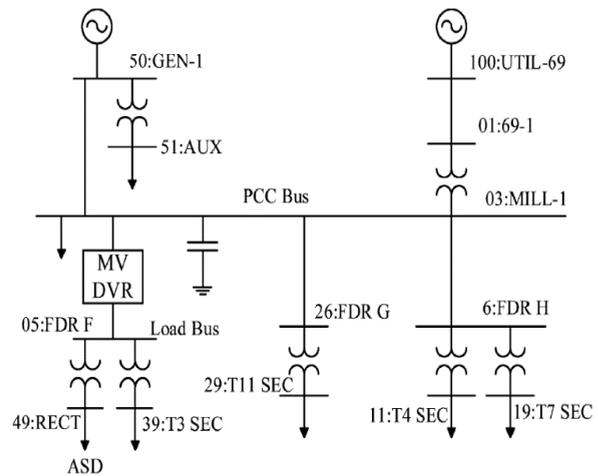 50:GEN-1
100:UTIL-69
01:69-1
51:AUX
PCC Bus
03:MILL-1
MV
DVR
05:FDR F
Load Bus
26:FDR G
6:FDR H
29:T11 SEC
49:RECT
39:T3 SEC
11:T4 SEC
19:T7 SEC
ASD